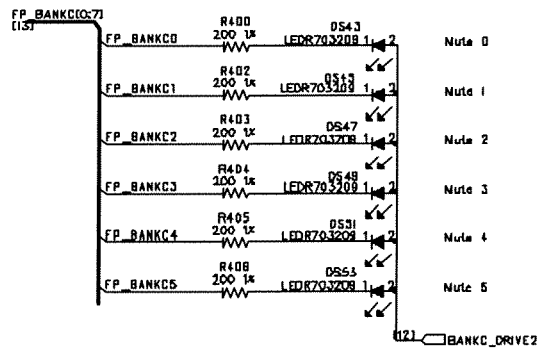 FP_BANKC[0:7]
[13]
R400 DS43
FP_BANKC0 200 1% LEDR703209 1 2 Mute 0
R402 DS45
FP_BANKC1 200 1% LEDR703209 1 2 Mute 1
R403 DS47
FP_BANKC2 200 1% LEDR703209 1 2 Mute 2
R404 DS49
FP_BANKC3 200 1% LEDR703209 1 2 Mute 3
R405 DS51
FP_BANKC4 200 1% LEDR703209 1 2 Mute 4
DS53
FP_BANKC5 200 1% LEDR703209 1 2 Mute 5
[12]
BANKC_DRIVE2